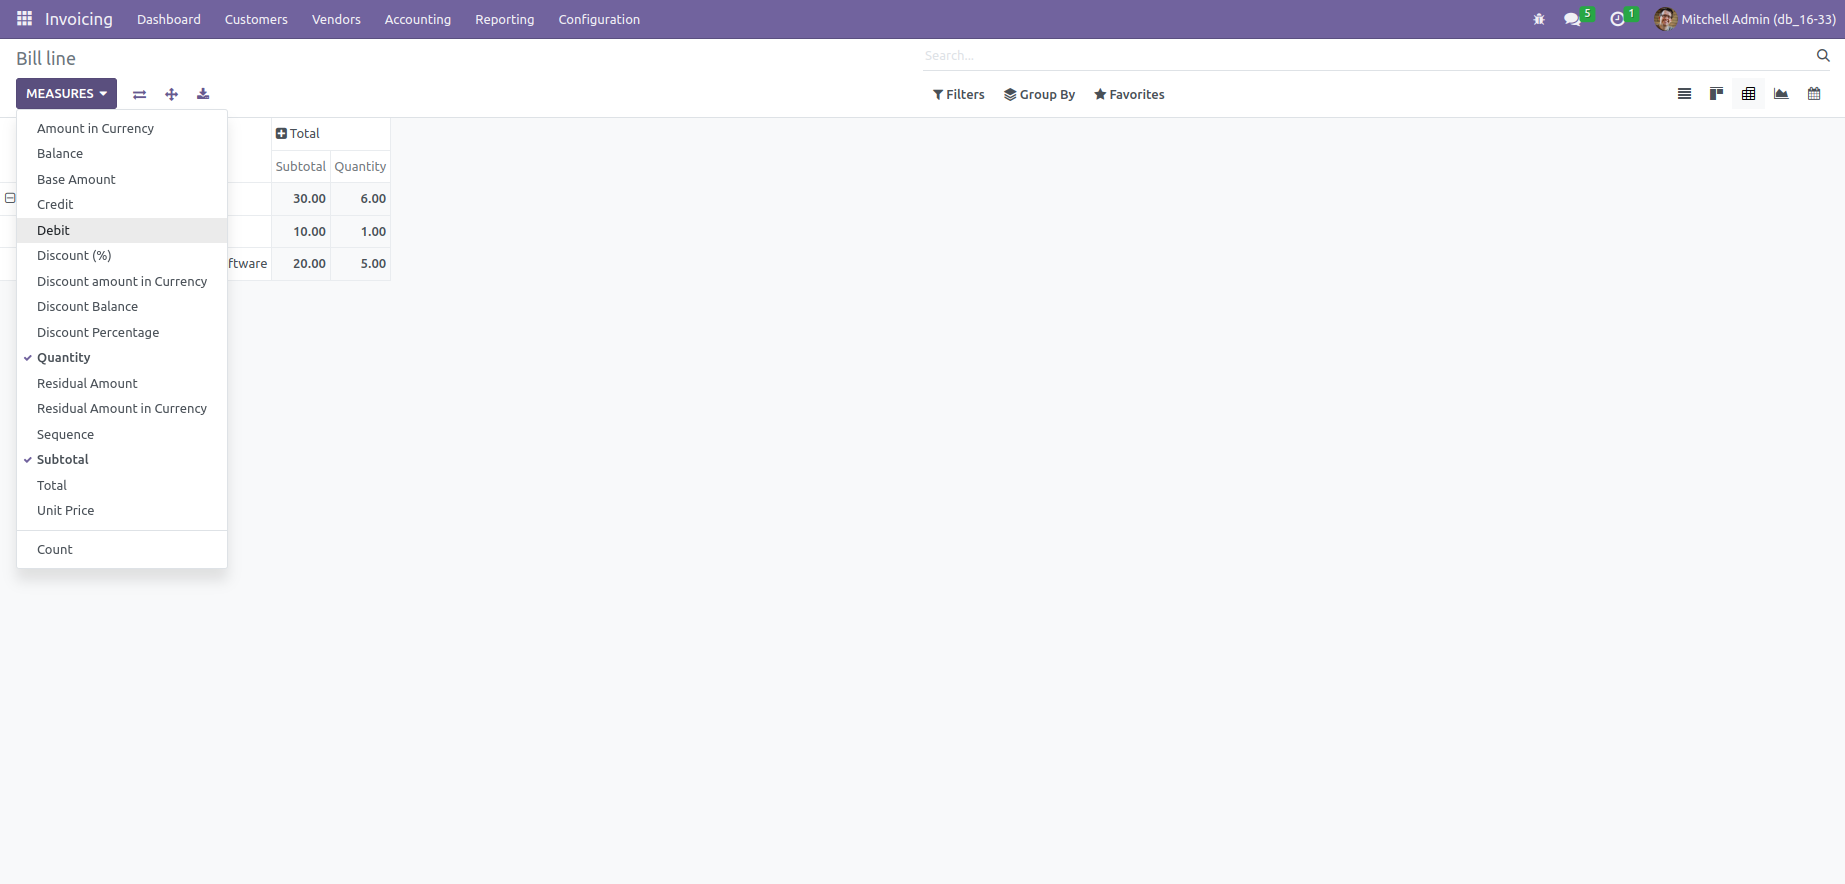 Invoicing Dashboard Customers Vendors Accounting Reporting Configuration 5 1 Mitchell Admin (db_16-33)
Bill line
Search...
MEASURES
Filters Group By Favorites
Amount in Currency
Balance
Base Amount
Credit
Debit
Discount (%)
Discount amount in Currency
Discount Balance
Discount Percentage
Quantity
Residual Amount
Residual Amount in Currency
Sequence
Subtotal
Total
Unit Price
Count
Total
Subtotal Quantity
30.00 6.00
10.00 1.00
ftware 20.00 5.00